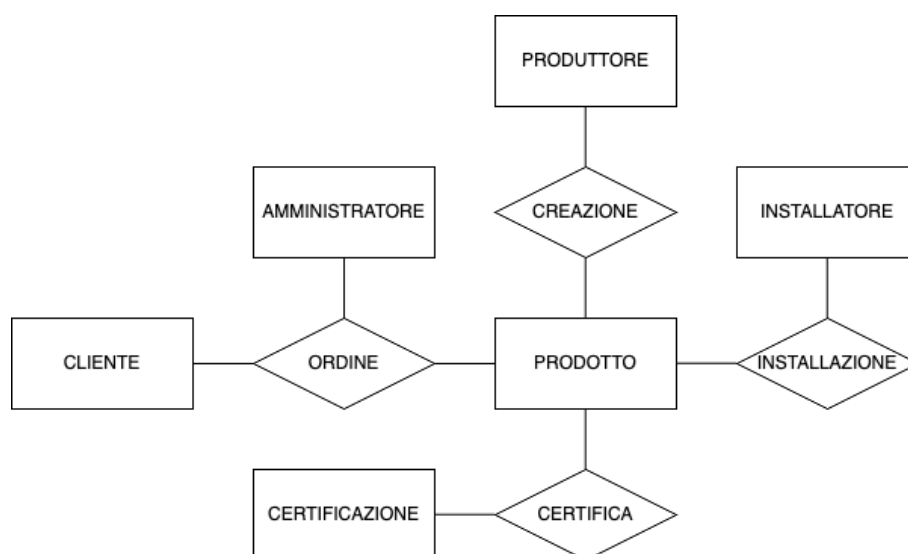 PRODUTTORE
AMMINISTRATORE
CREAZIONE
INSTALLATORE
CLIENTE
ORDINE
PRODOTTO
INSTALLAZIONE
CERTIFICAZIONE
CERTIFICA